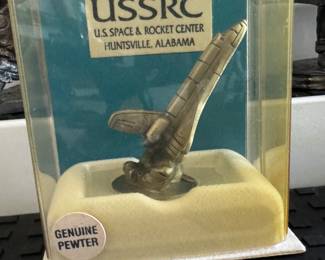 USSRC
U.S. SPACE & ROCKET CENTER
HUNTSVILLE, ALABAMA
GENUINE
PEWTER